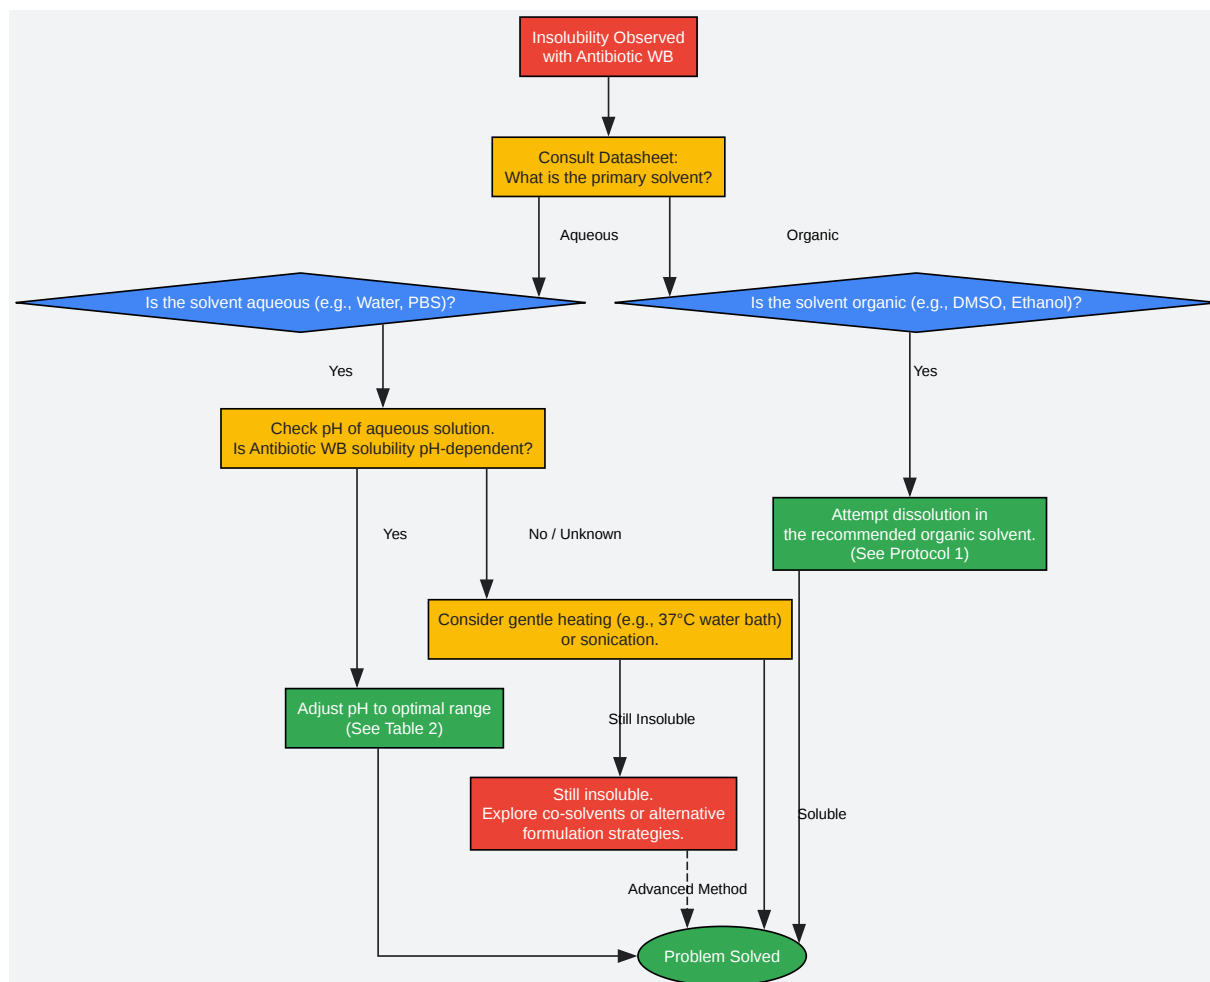 Insolubility Observed
with Antibiotic WB
Consult Datasheet:
What is the primary solvent?
Aqueous
Organic
Is the solvent aqueous (e.g., Water, PBS)?
Is the solvent organic (e.g., DMSO, Ethanol)?
Yes
Yes
Check pH of aqueous solution.
Is Antibiotic WB solubility pH-dependent?
Yes
No / Unknown
Attempt dissolution in
the recommended organic solvent.
(See Protocol 1)
Consider gentle heating (e.g., 37°C water bath)
or sonication.
Adjust pH to optimal range
(See Table 2)
Still Insoluble
Still insoluble.
Explore co-solvents or alternative
formulation strategies.
Soluble
Advanced Method
Problem Solved